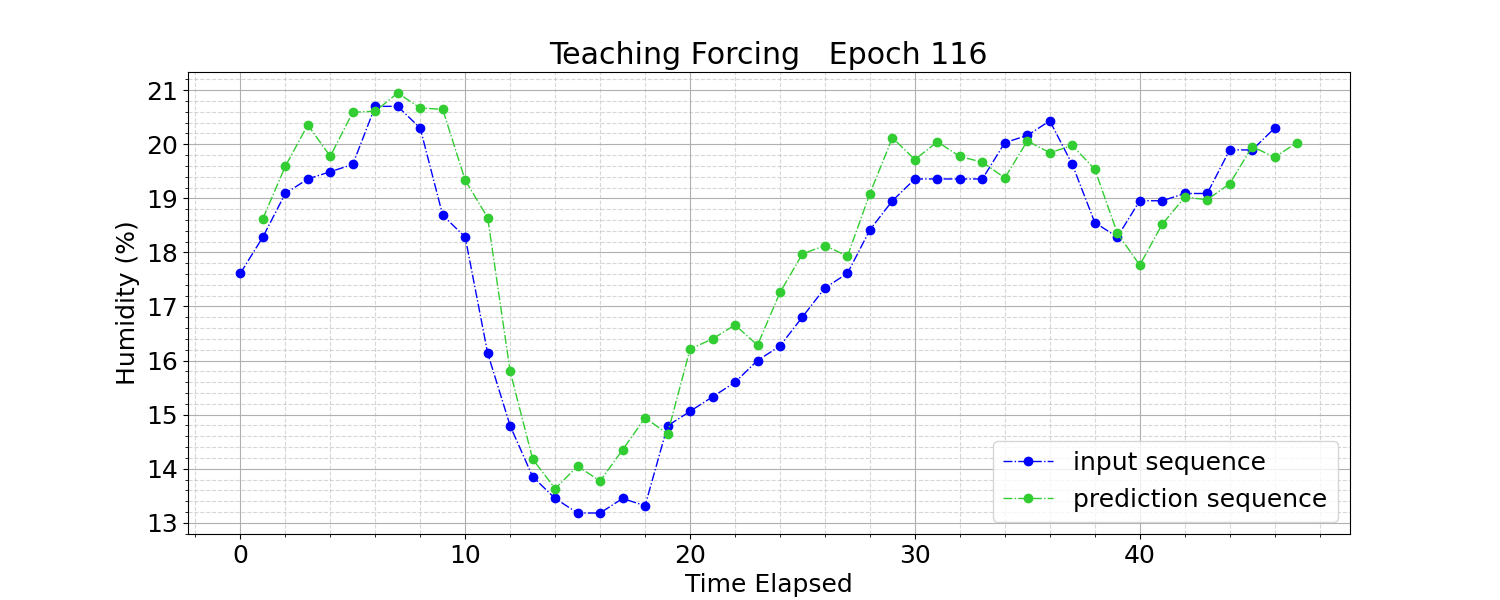 Teaching Forcing   Epoch 116
21
20
19
18
17
16
15
14
13
Humidity (%)
input sequence
prediction sequence
0 10 20 30 40
Time Elapsed